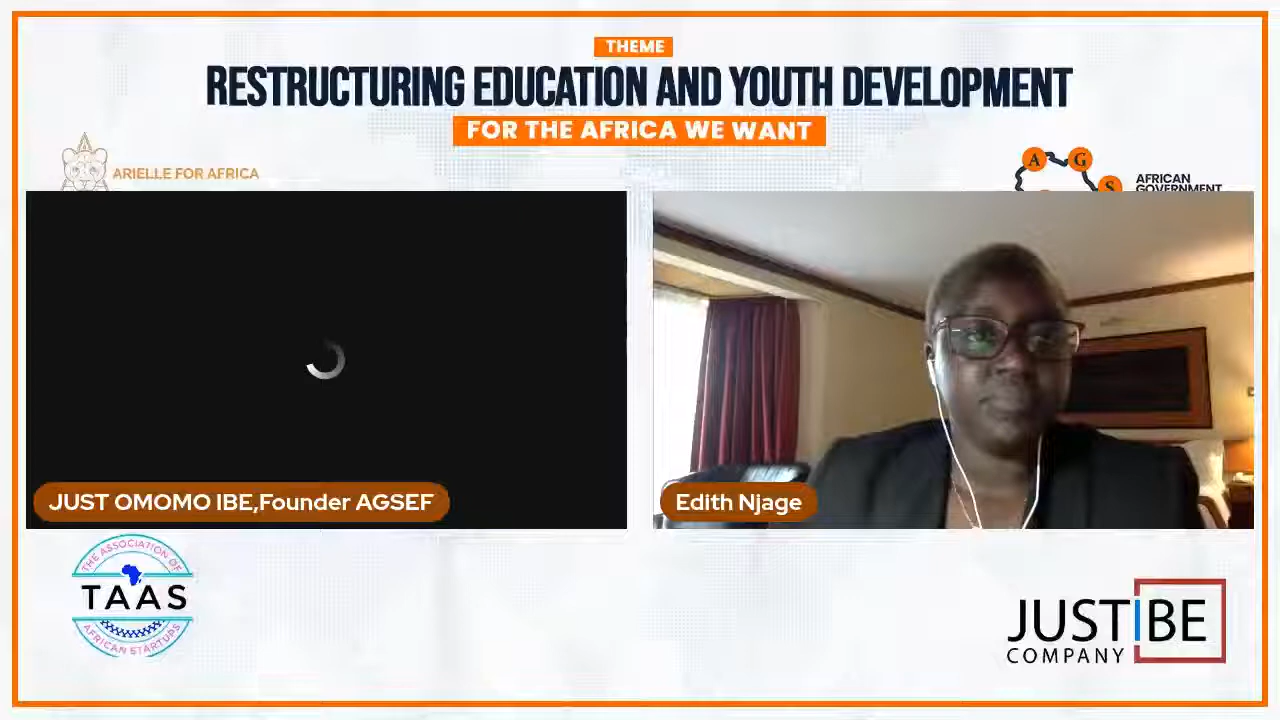 THEME
RESTRUCTURING EDUCATION AND YOUTH DEVELOPMENT
FOR THE AFRICA WE WANT
ARIELLE FOR AFRICA
A G
S
AFRICAN
GOVERNMENT
JUST OMOMO IBE,Founder AGSEF
Edith Njage
THE ASSOCIATION OF
TAAS
AFRICAN STARTUPS
JUSTIBE
COMPANY